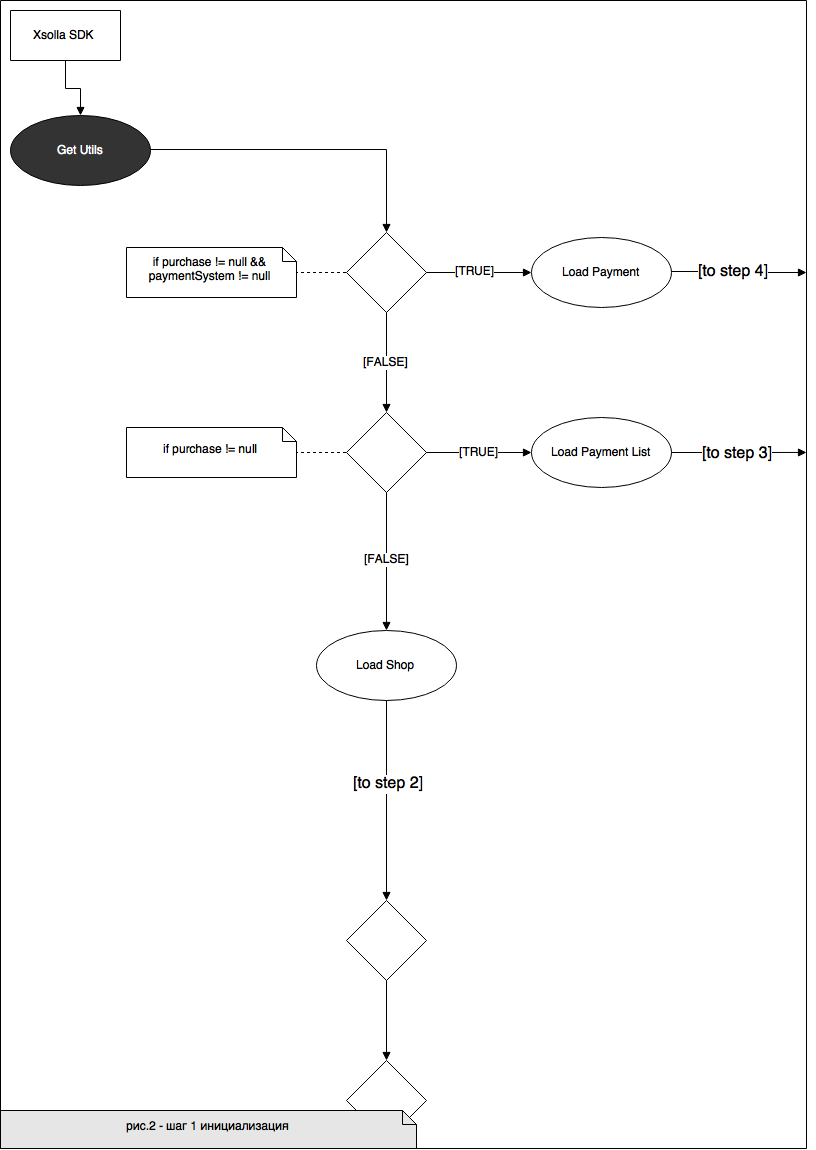 Xsolla SDK
Get Utils
if purchase != null &&
paymentSystem != null
[TRUE]
Load Payment
[to step 4]
[FALSE]
if purchase != null
[TRUE]
Load Payment List
[to step 3]
[FALSE]
Load Shop
[to step 2]
рис.2 - шаг 1 инициализация